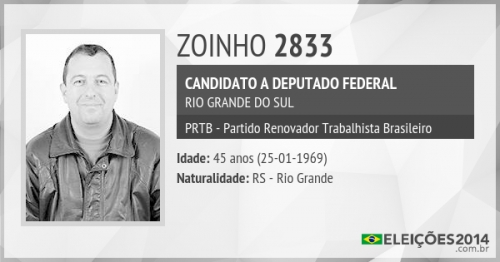 ZOINHO 2833
CANDIDATO A DEPUTADO FEDERAL
RIO GRANDE DO SUL
PRTB - Partido Renovador Trabalhista Brasileiro
Idade: 45 anos (25-01-1969)
Naturalidade: RS - Rio Grande
ELEIÇÕES2014
.com.br